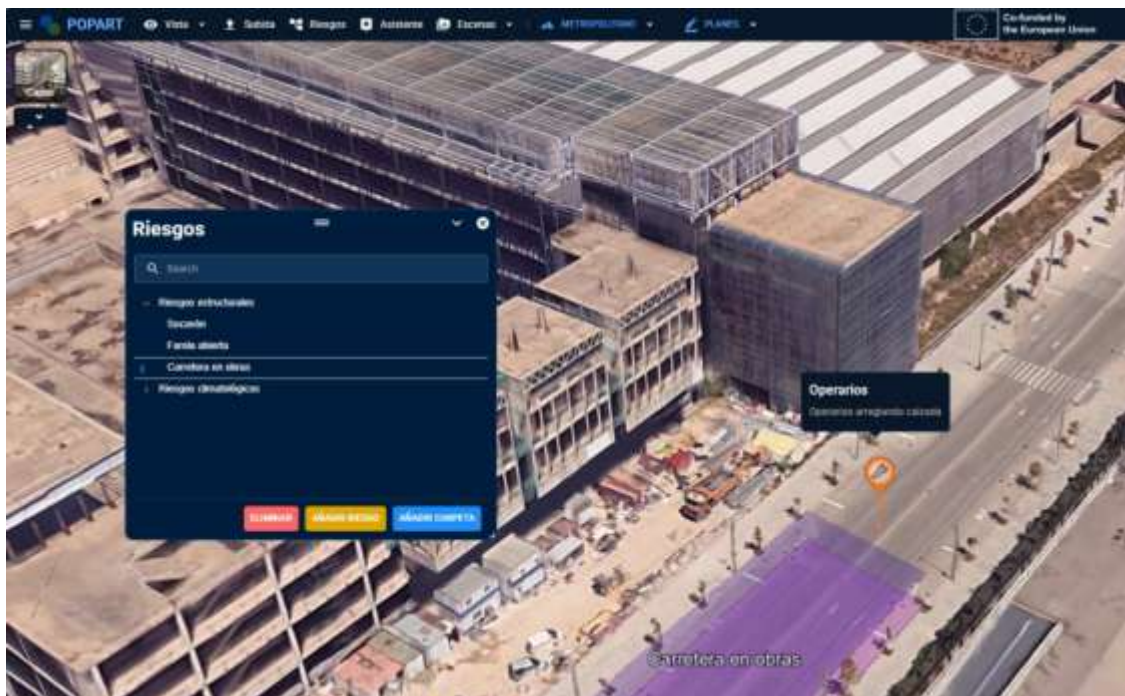 POPART
Vista
Subida
Riesgos
Asistente
Escenas
METROPOLITANO
PLANES
Co-funded by
the European Union
Riesgos
Search
Riesgos estructurales
Socavón
Farola abierta
Carretera en obras
Riesgos climatológicos
ELIMINAR
AÑADIR RIESGO
AÑADIR CARPETA
Operarios
Operarios arreglando calzada
Carretera en obras